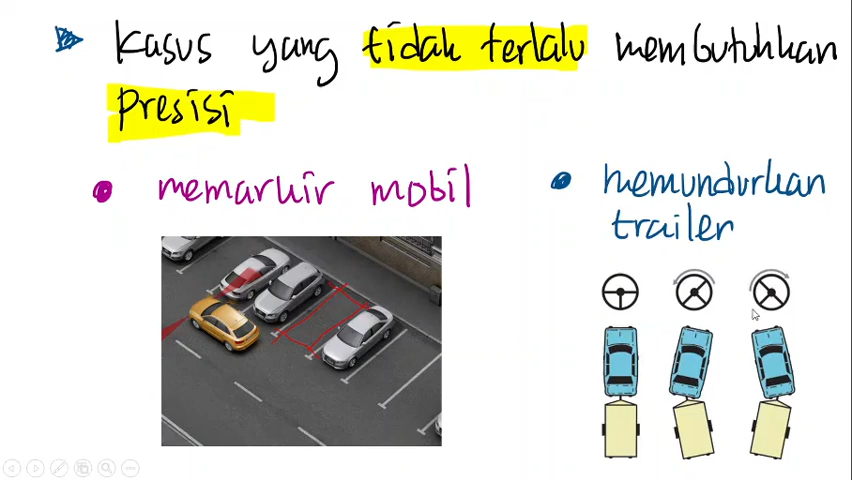 Kasus yang tidak terlalu membutuhkan
presisi
• memarkir mobil
• memundurkan
trailer